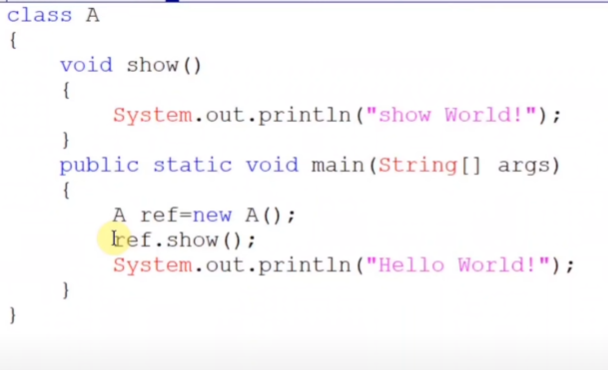 class A
{
void show()
{
System.out.println("show World!");
}
public static void main(String[] args)
{
A ref=new A();
ref.show();
System.out.println("Hello World!");
}
}